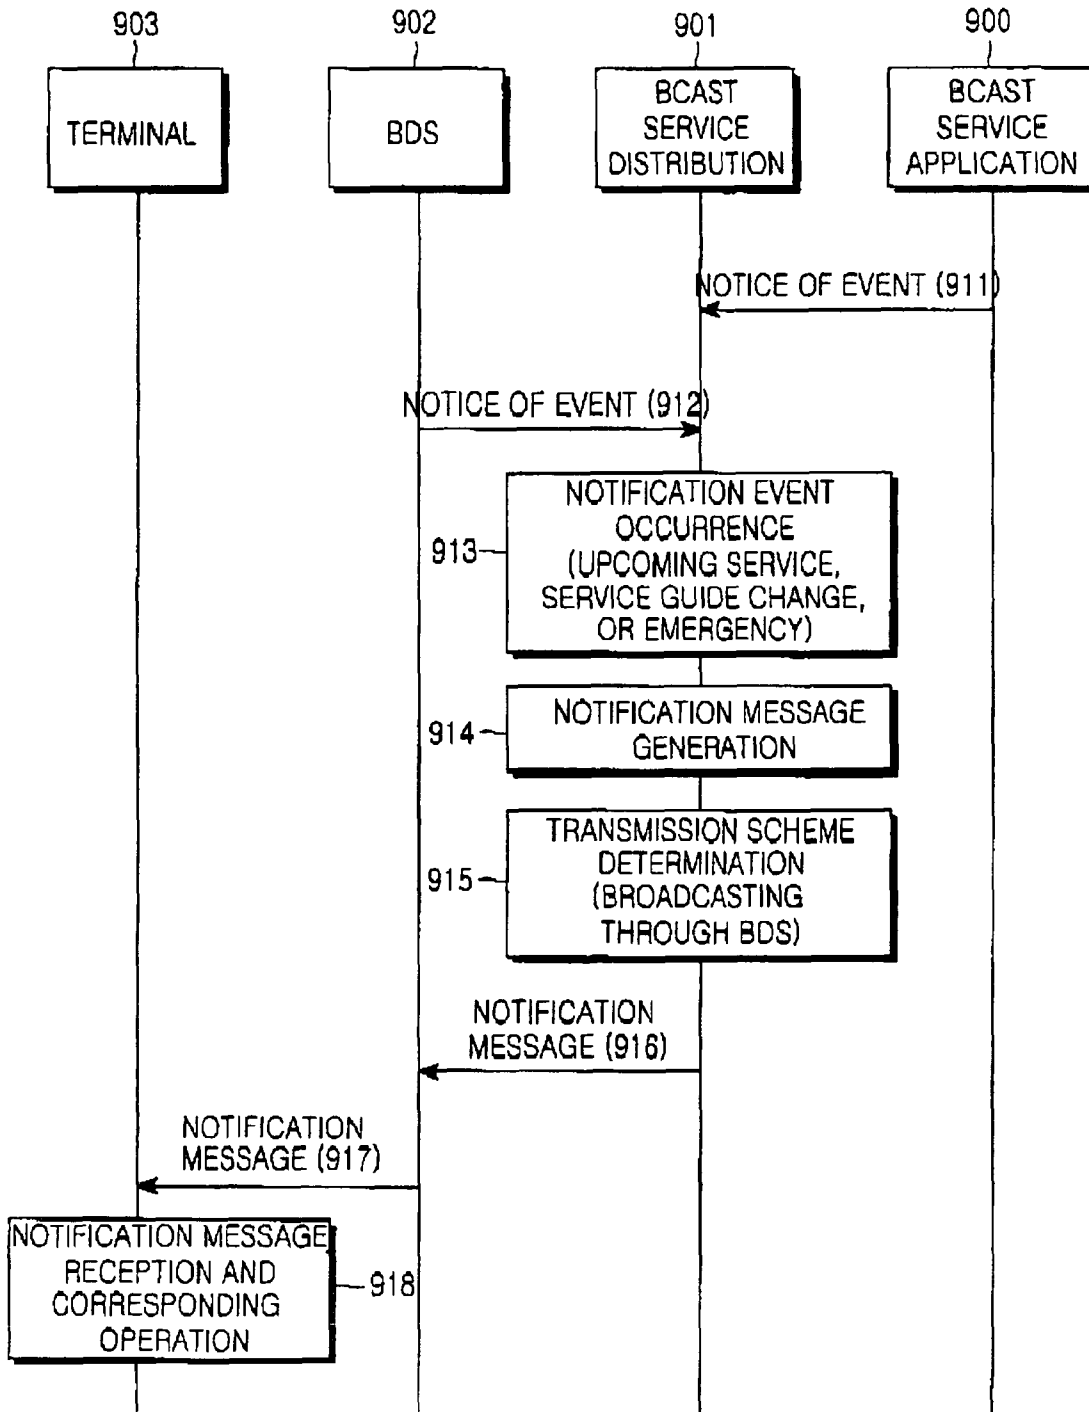 903
902
901
900
TERMINAL
BDS
BCAST
SERVICE
DISTRIBUTION
BCAST
SERVICE
APPLICATION
NOTICE OF EVENT (911)
NOTICE OF EVENT (912)
913
NOTIFICATION EVENT
OCCURRENCE
(UPCOMING SERVICE,
SERVICE GUIDE CHANGE,
OR EMERGENCY)
914
NOTIFICATION MESSAGE
GENERATION
915
TRANSMISSION SCHEME
DETERMINATION
(BROADCASTING
THROUGH BDS)
NOTIFICATION
MESSAGE (916)
NOTIFICATION
MESSAGE (917)
NOTIFICATION MESSAGE
RECEPTION AND
CORRESPONDING
OPERATION
918